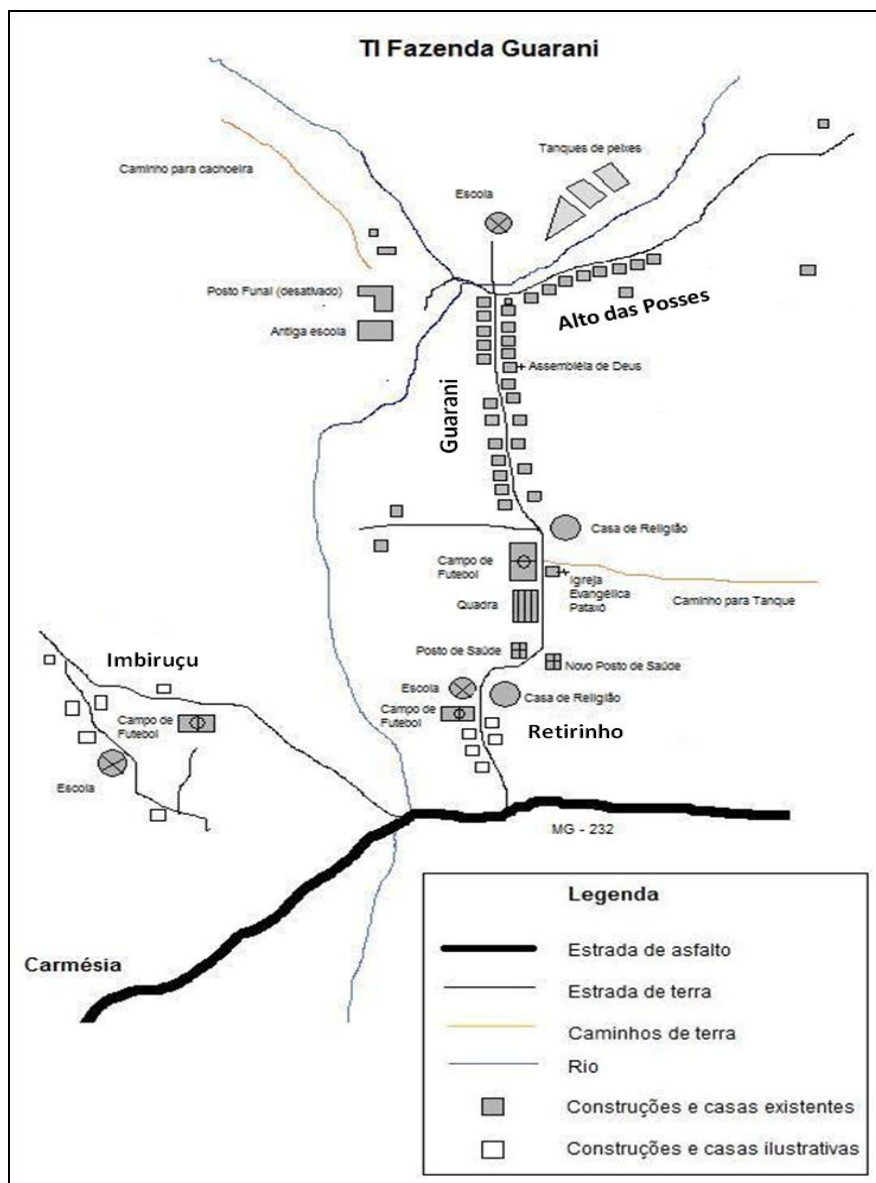 TI Fazenda Guarani
Tanques de peixes
Caminho para cachoeira
Escola
Posto Funai (desativado)
Alto das Posses
Antiga escola
Assembléia de Deus
Guarani
Casa de Religião
Campo de
Futebol
Igreja
Evangélica
Pataxó
Caminho para Tanque
Quadra
Posto de Saúde
Novo Posto de Saúde
Imbiruçu
Escola
Casa de Religião
Campo de
Futebol
Campo de
Futebol
Retirinho
Escola
MG - 232
Carmésia
Legenda
Estrada de asfalto
Estrada de terra
Caminhos de terra
Rio
Construções e casas existentes
Construções e casas ilustrativas